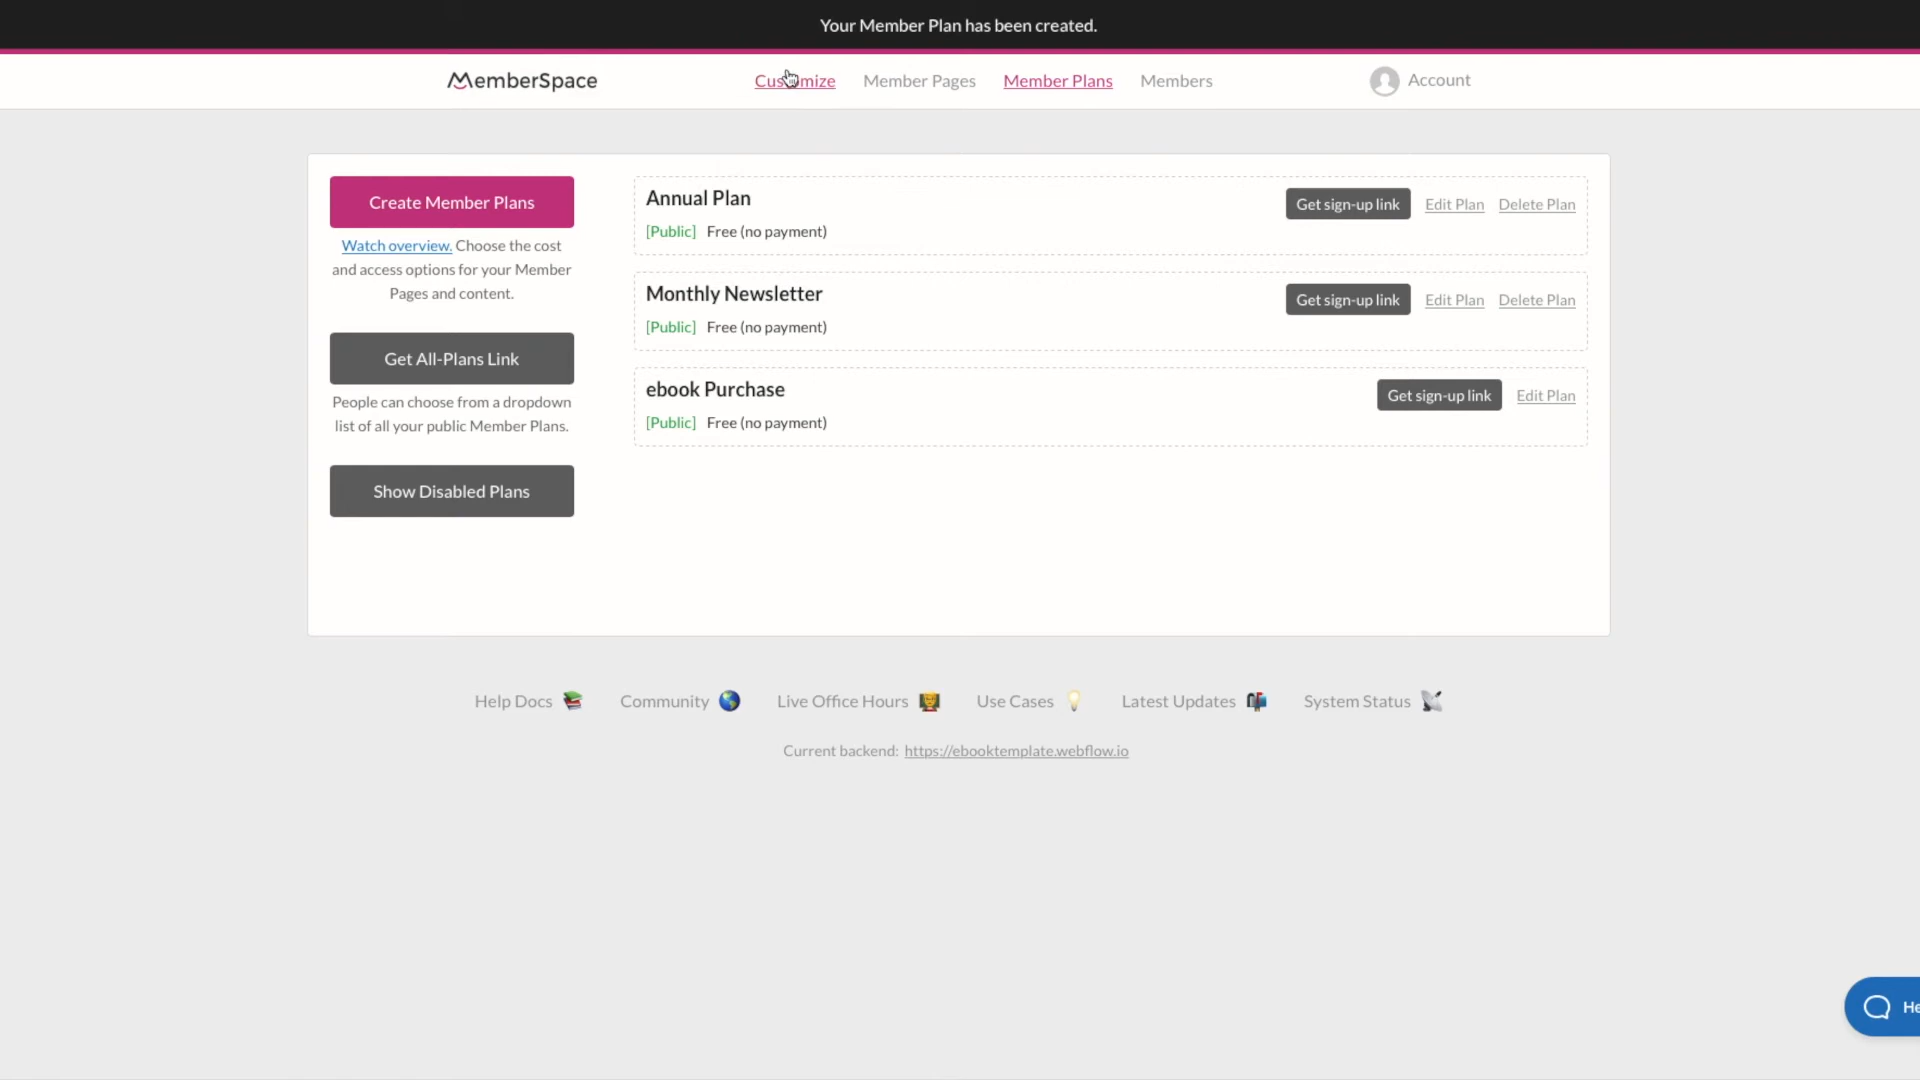 Your Member Plan has been created.
MemberSpace
Customize
Member Pages
Member Plans
Members
Account
Create Member Plans
Watch overview. Choose the cost
and access options for your Member
Pages and content.
Get All-Plans Link
People can choose from a dropdown
list of all your public Member Plans.
Show Disabled Plans
Annual Plan
[Public] Free (no payment)
Get sign-up link Edit Plan Delete Plan
Monthly Newsletter
[Public] Free (no payment)
Get sign-up link Edit Plan Delete Plan
ebook Purchase
[Public] Free (no payment)
Get sign-up link Edit Plan
Help Docs
Community
Live Office Hours
Use Cases
Latest Updates
System Status
Current backend: https://ebooktemplate.webflow.io